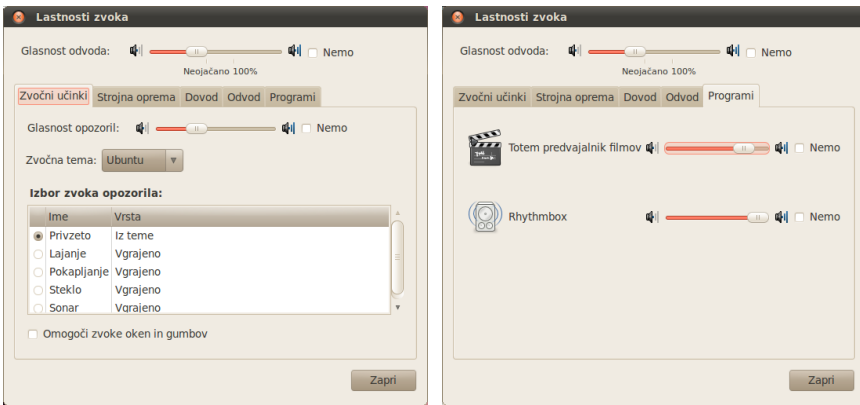 Lastnosti zvoka
Glasnost odvoda:
Nemo
Neojačano 100%
Zvočni učinki Strojna oprema Dovod Odvod Programi
Glasnost opozoril:
Nemo
Zvočna tema: Ubuntu
Izbor zvoka opozorila:
Ime Vrsta
Privzeto Iz teme
Lajanje Vgrajeno
Pokapljanje Vgrajeno
Steklo Vgrajeno
Sonar Vgrajeno
Omogoči zvoke oken in gumbov
Zapri
Lastnosti zvoka
Glasnost odvoda:
Nemo
Neojačano 100%
Zvočni učinki Strojna oprema Dovod Odvod Programi
Totem predvajalnik filmov
Nemo
Rhythmbox
Nemo
Zapri